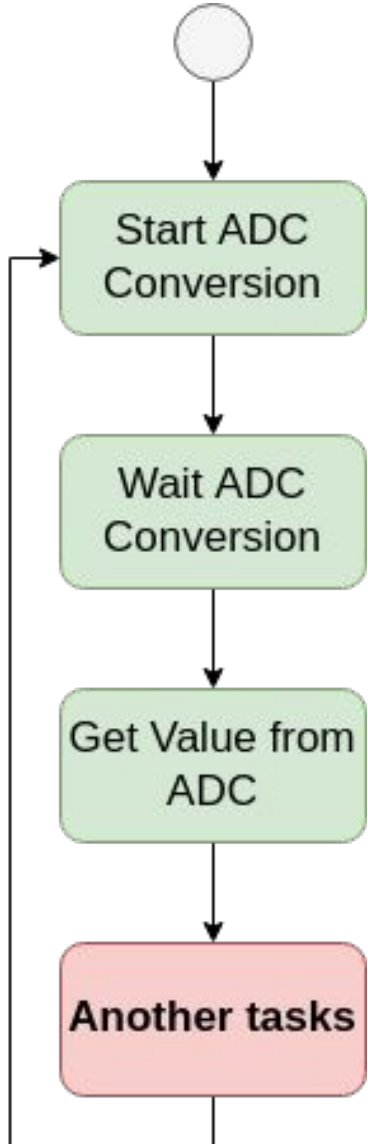 Start ADC
Conversion
Wait ADC
Conversion
Get Value from
ADC
Another tasks